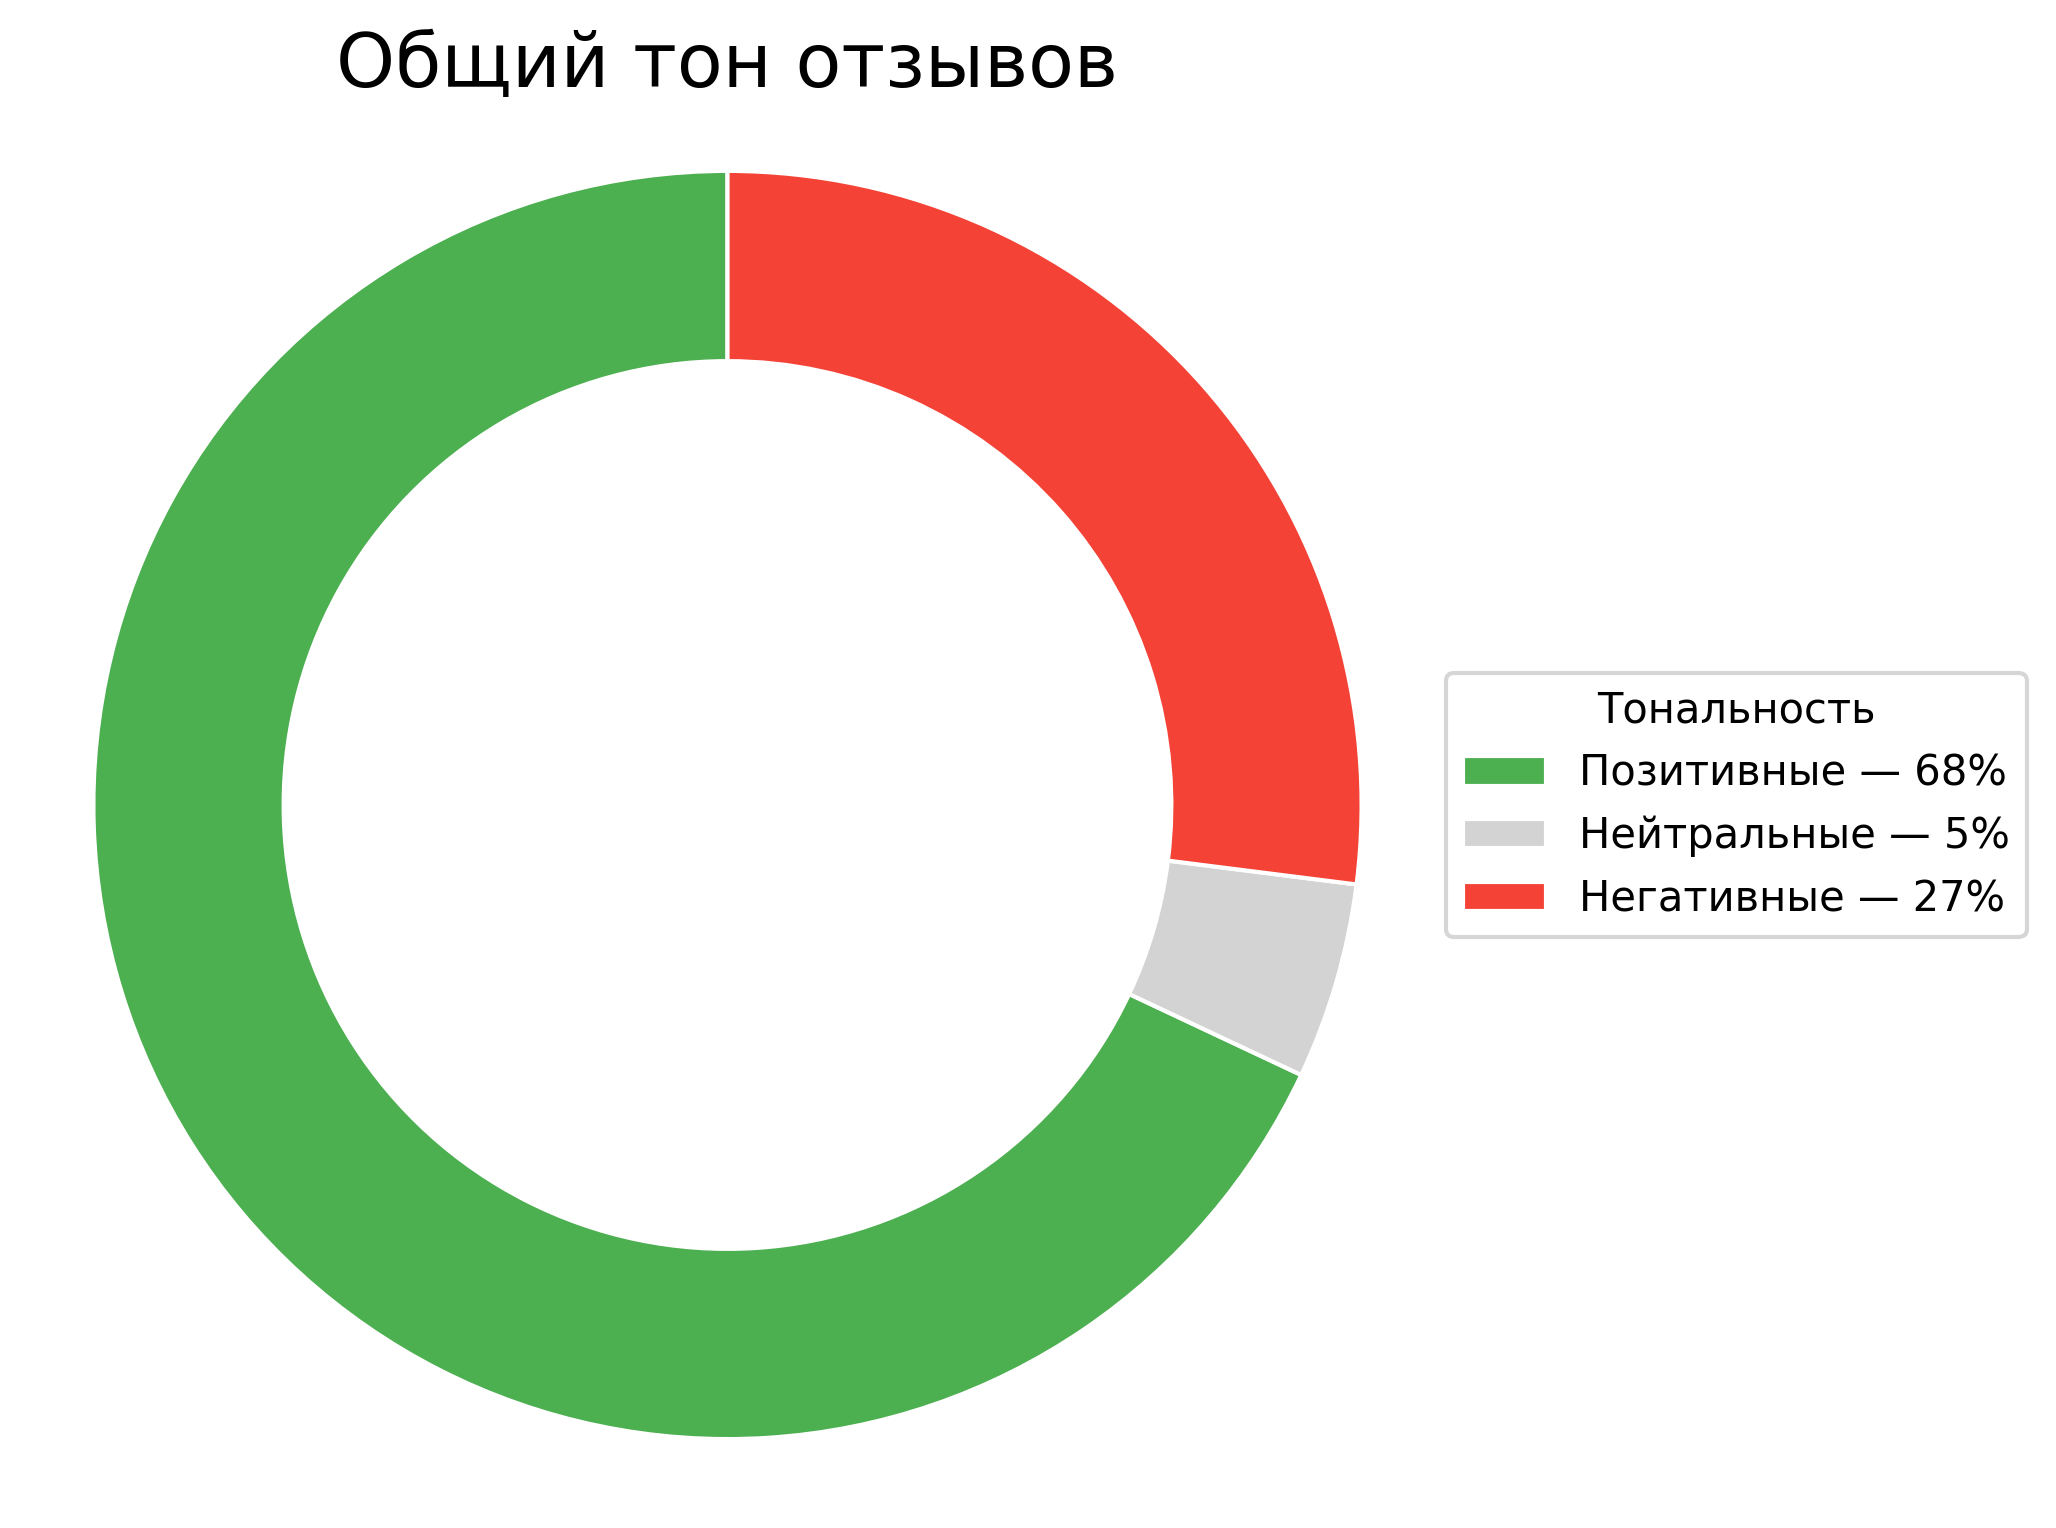 Общий тон отзывов
Тональность
Позитивные — 68%
Нейтральные — 5%
Негативные — 27%